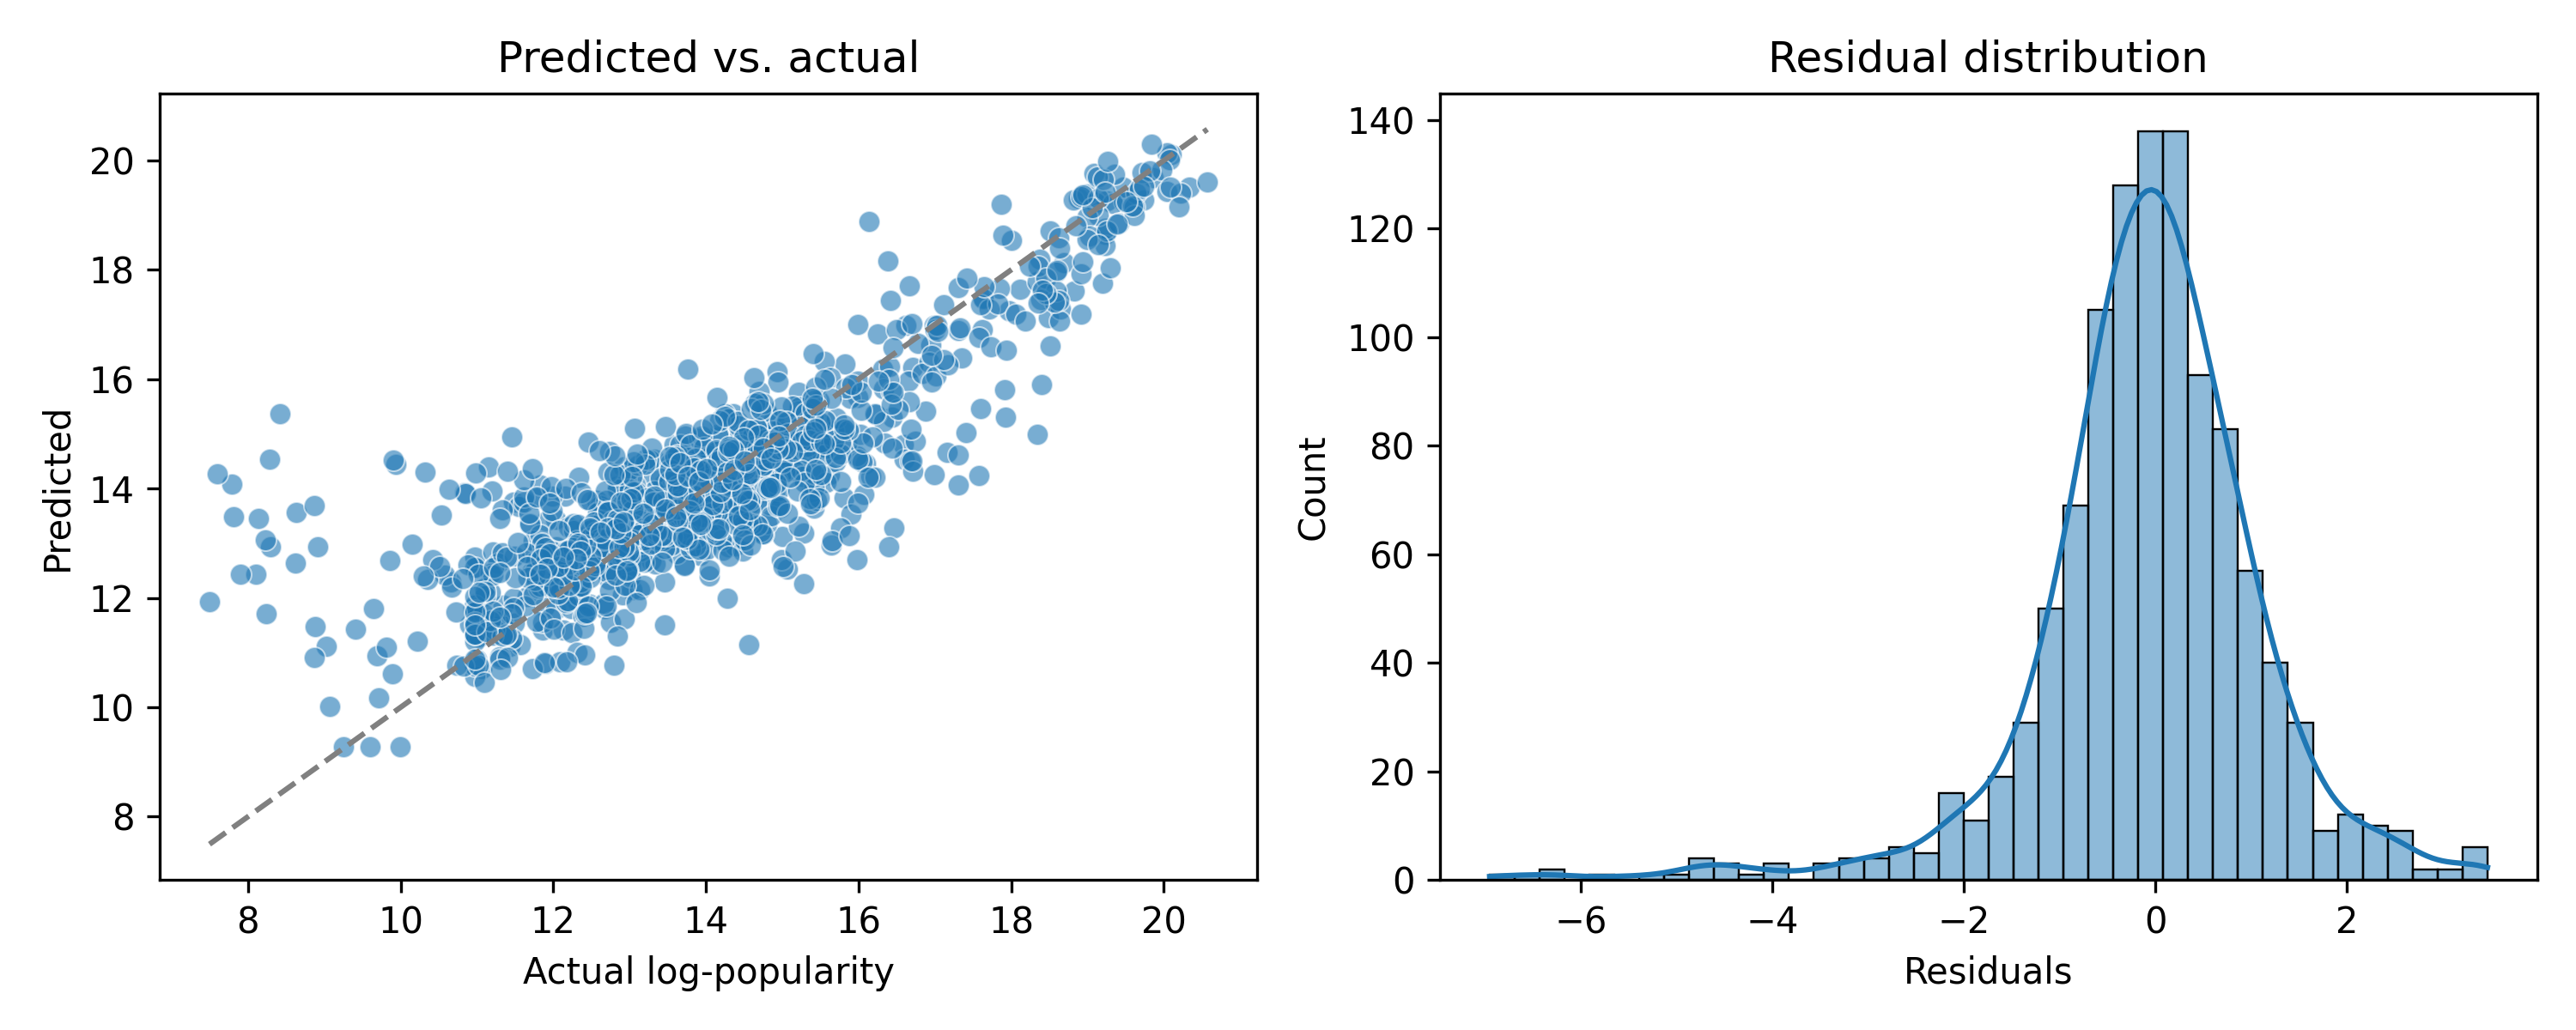 Predicted vs. actual
Predicted
20
18
16
14
12
10
8
8 10 12 14 16 18 20
Actual log-popularity
Residual distribution
Count
140
120
100
80
60
40
20
0
−6 −4 −2 0 2
Residuals